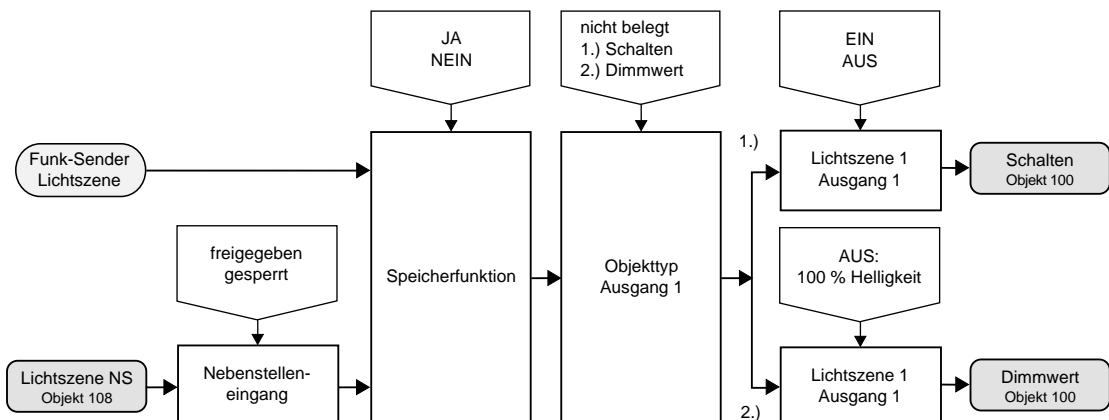 JA
NEIN
nicht belegt
1.) Schalten
2.) Dimmwert
EIN
AUS
1.)
Funk-Sender
Lichtszene
Lichtszene 1
Ausgang 1
Schalten
Objekt 100
freigegeben
gesperrt
Speicherfunktion
Objekttyp
Ausgang 1
AUS:
100 % Helligkeit
Lichtszene NS
Objekt 108
Nebenstellen-
eingang
Lichtszene 1
Ausgang 1
Dimmwert
Objekt 100
2.)